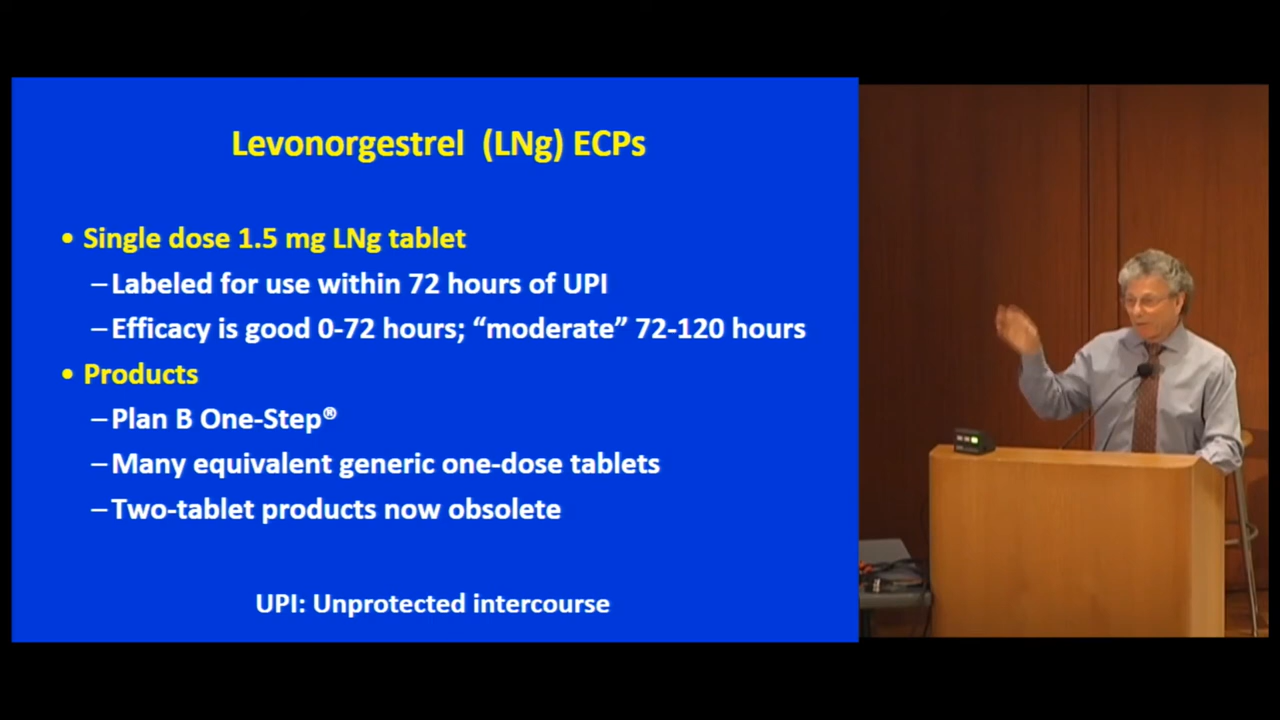 Levonorgestrel (LNg) ECPs
• Single dose 1.5 mg LNg tablet
–Labeled for use within 72 hours of UPI
–Efficacy is good 0-72 hours; “moderate” 72-120 hours
• Products
–Plan B One-Step®
–Many equivalent generic one-dose tablets
–Two-tablet products now obsolete
UPI: Unprotected intercourse